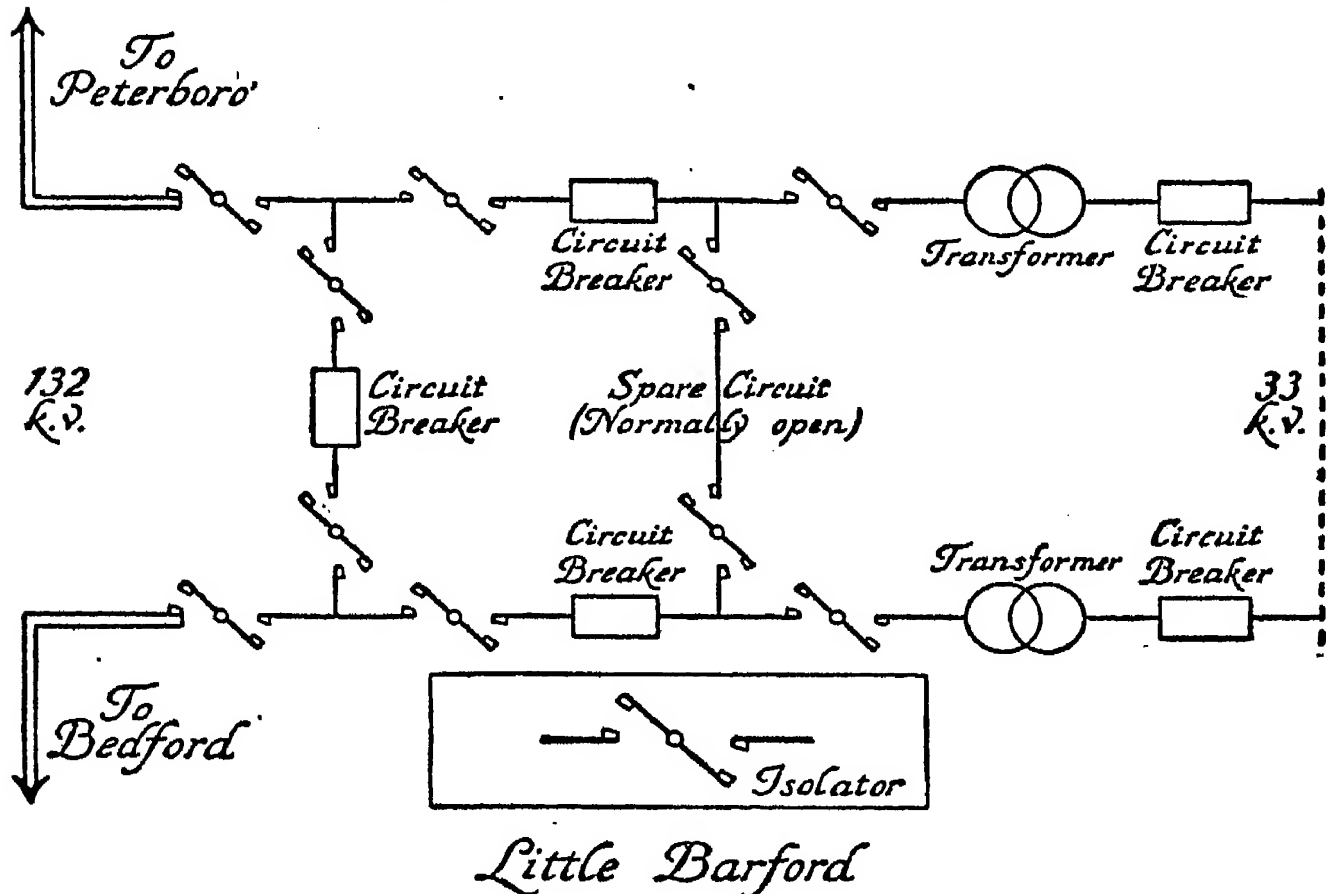 To
Peterboro'
Circuit
Breaker
Transformer
Circuit
Breaker
132
k.v.
Circuit
Breaker
Spare Circuit
(Normally open)
33
k.v.
Circuit
Breaker
Transformer
Circuit
Breaker
To
Bedford
Isolator
Little Barford